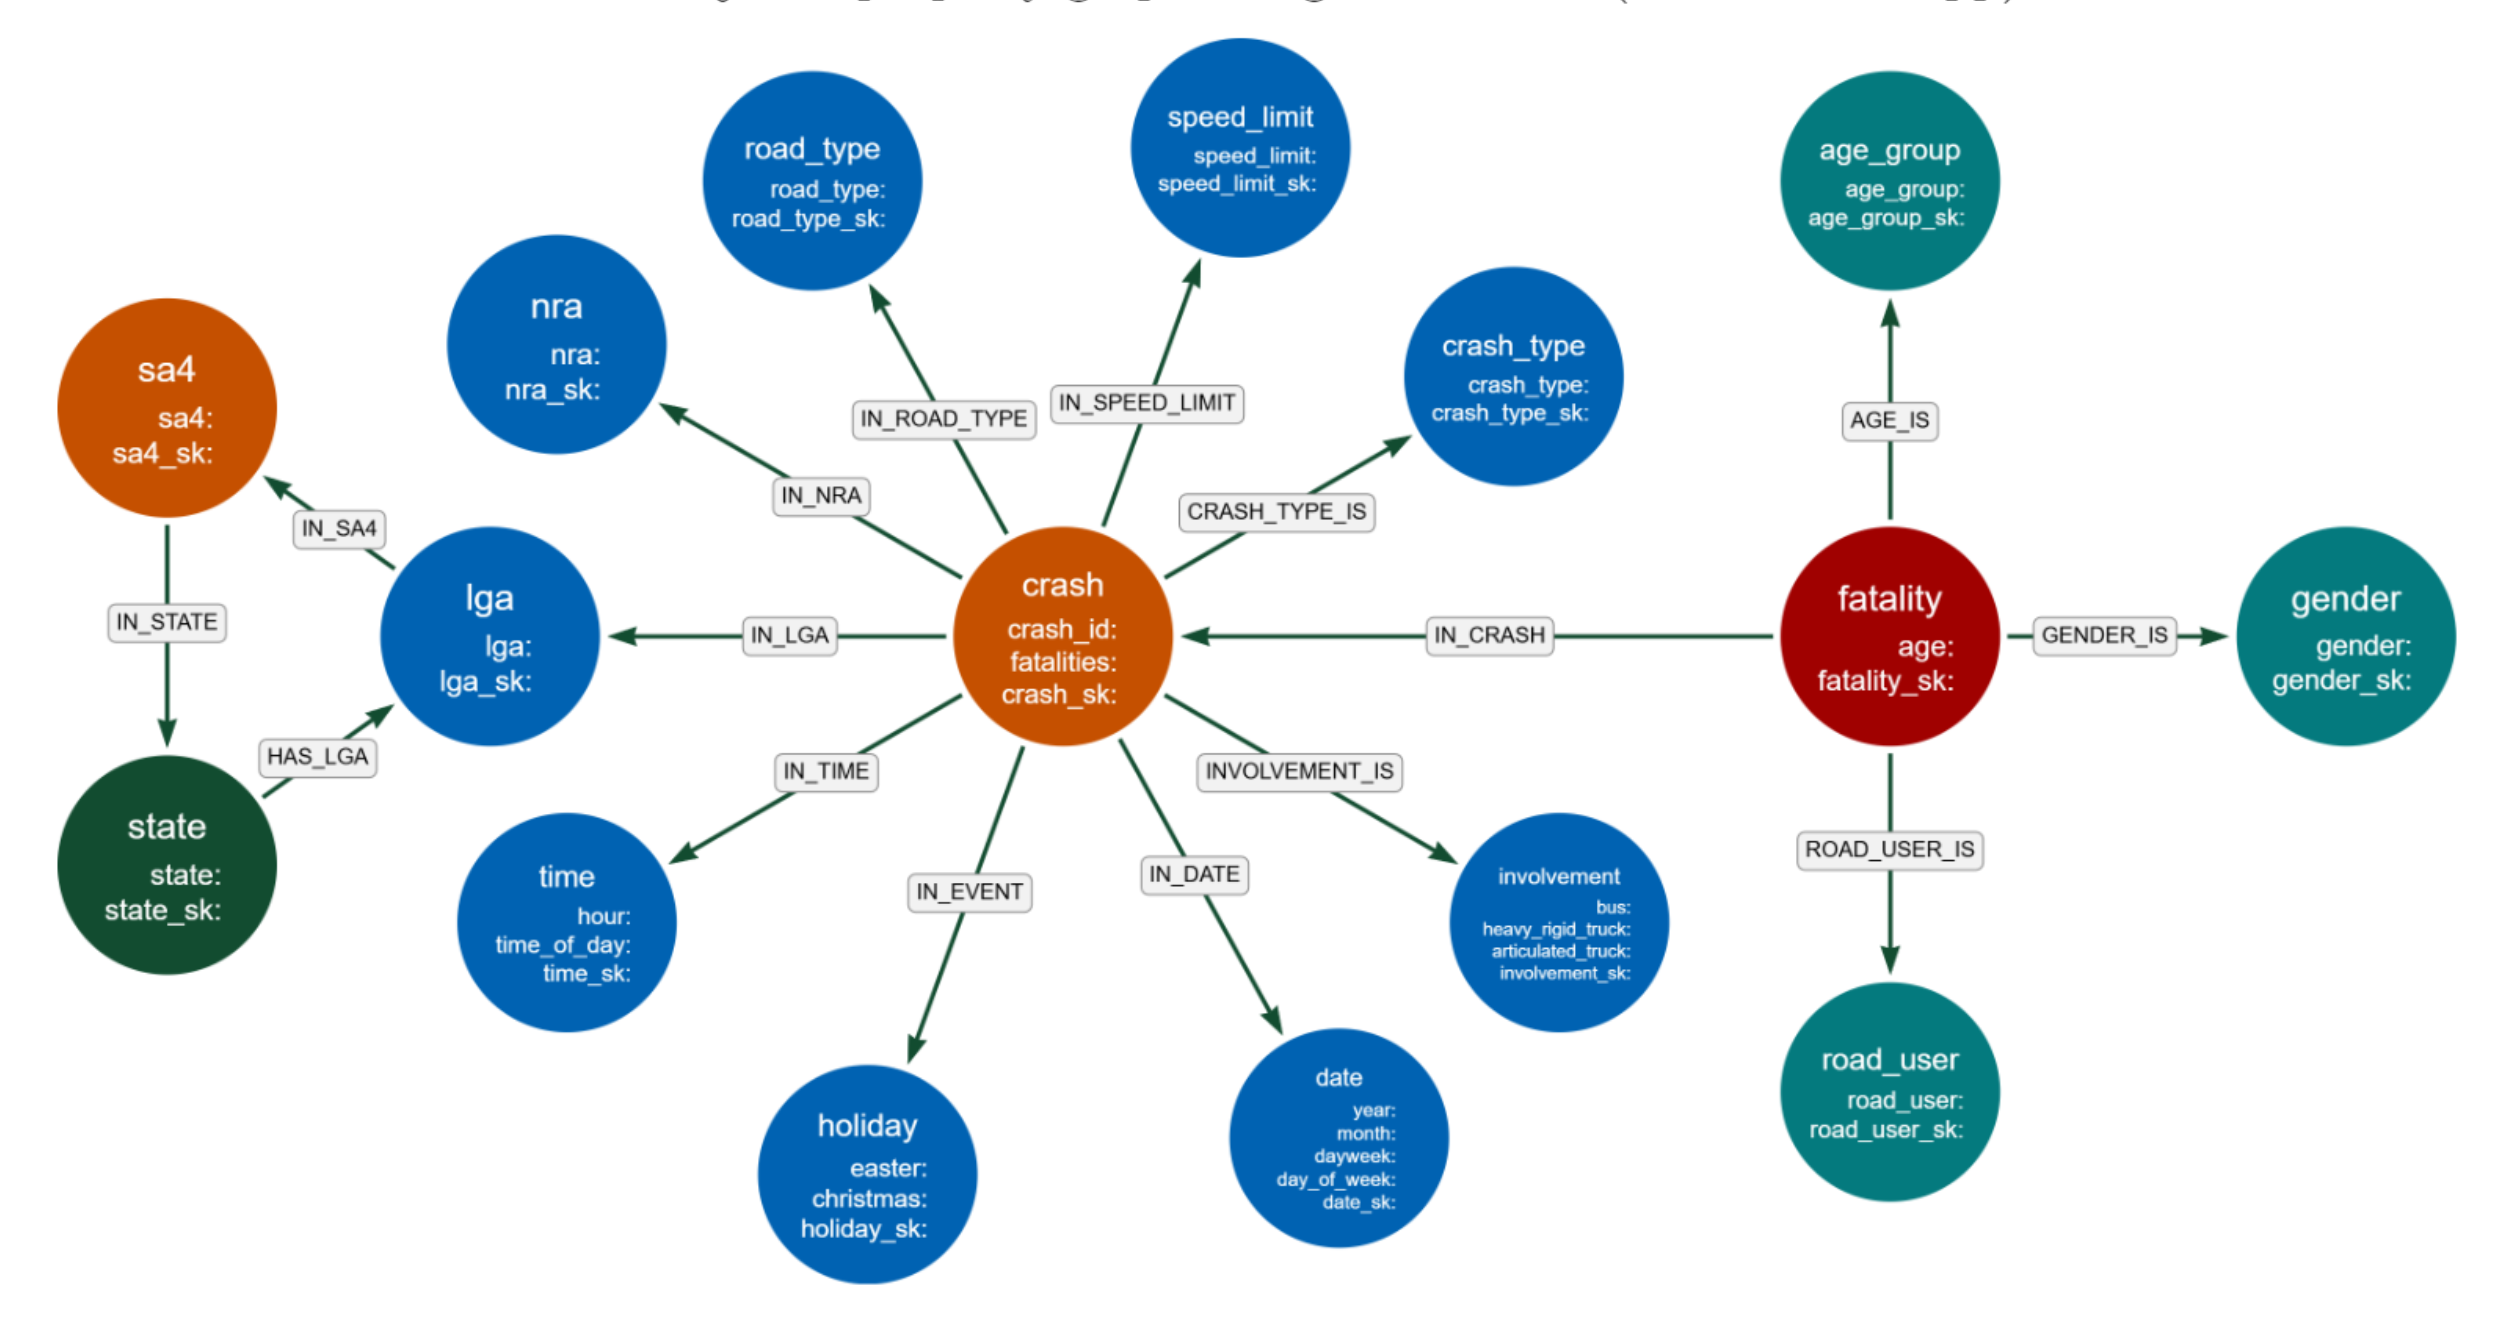 speed_limit
speed_limit:
speed_limit_sk:
road_type
road_type:
road_type_sk:
age_group
age_group:
age_group_sk:
nra
nra:
nra_sk:
crash_type
crash_type:
crash_type_sk:
sa4
sa4:
sa4_sk:
IN_ROAD_TYPE
IN_SPEED_LIMIT
AGE_IS
IN_NRA
CRASH_TYPE_IS
IN_SA4
lga
lga:
lga_sk:
crash
crash_id:
fatalities:
crash_sk:
fatality
age:
fatality_sk:
gender
gender:
gender_sk:
IN_STATE
IN_LGA
IN_CRASH
GENDER_IS
HAS_LGA
IN_TIME
INVOLVEMENT_IS
state
state:
state_sk:
time
hour:
time_of_day:
time_sk:
IN_EVENT
IN_DATE
involvement
bus:
heavy_rigid_truck:
articulated_truck:
involvement_sk:
ROAD_USER_IS
holiday
easter:
christmas:
holiday_sk:
date
year:
month:
dayweek:
day_of_week:
date_sk:
road_user
road_user:
road_user_sk: